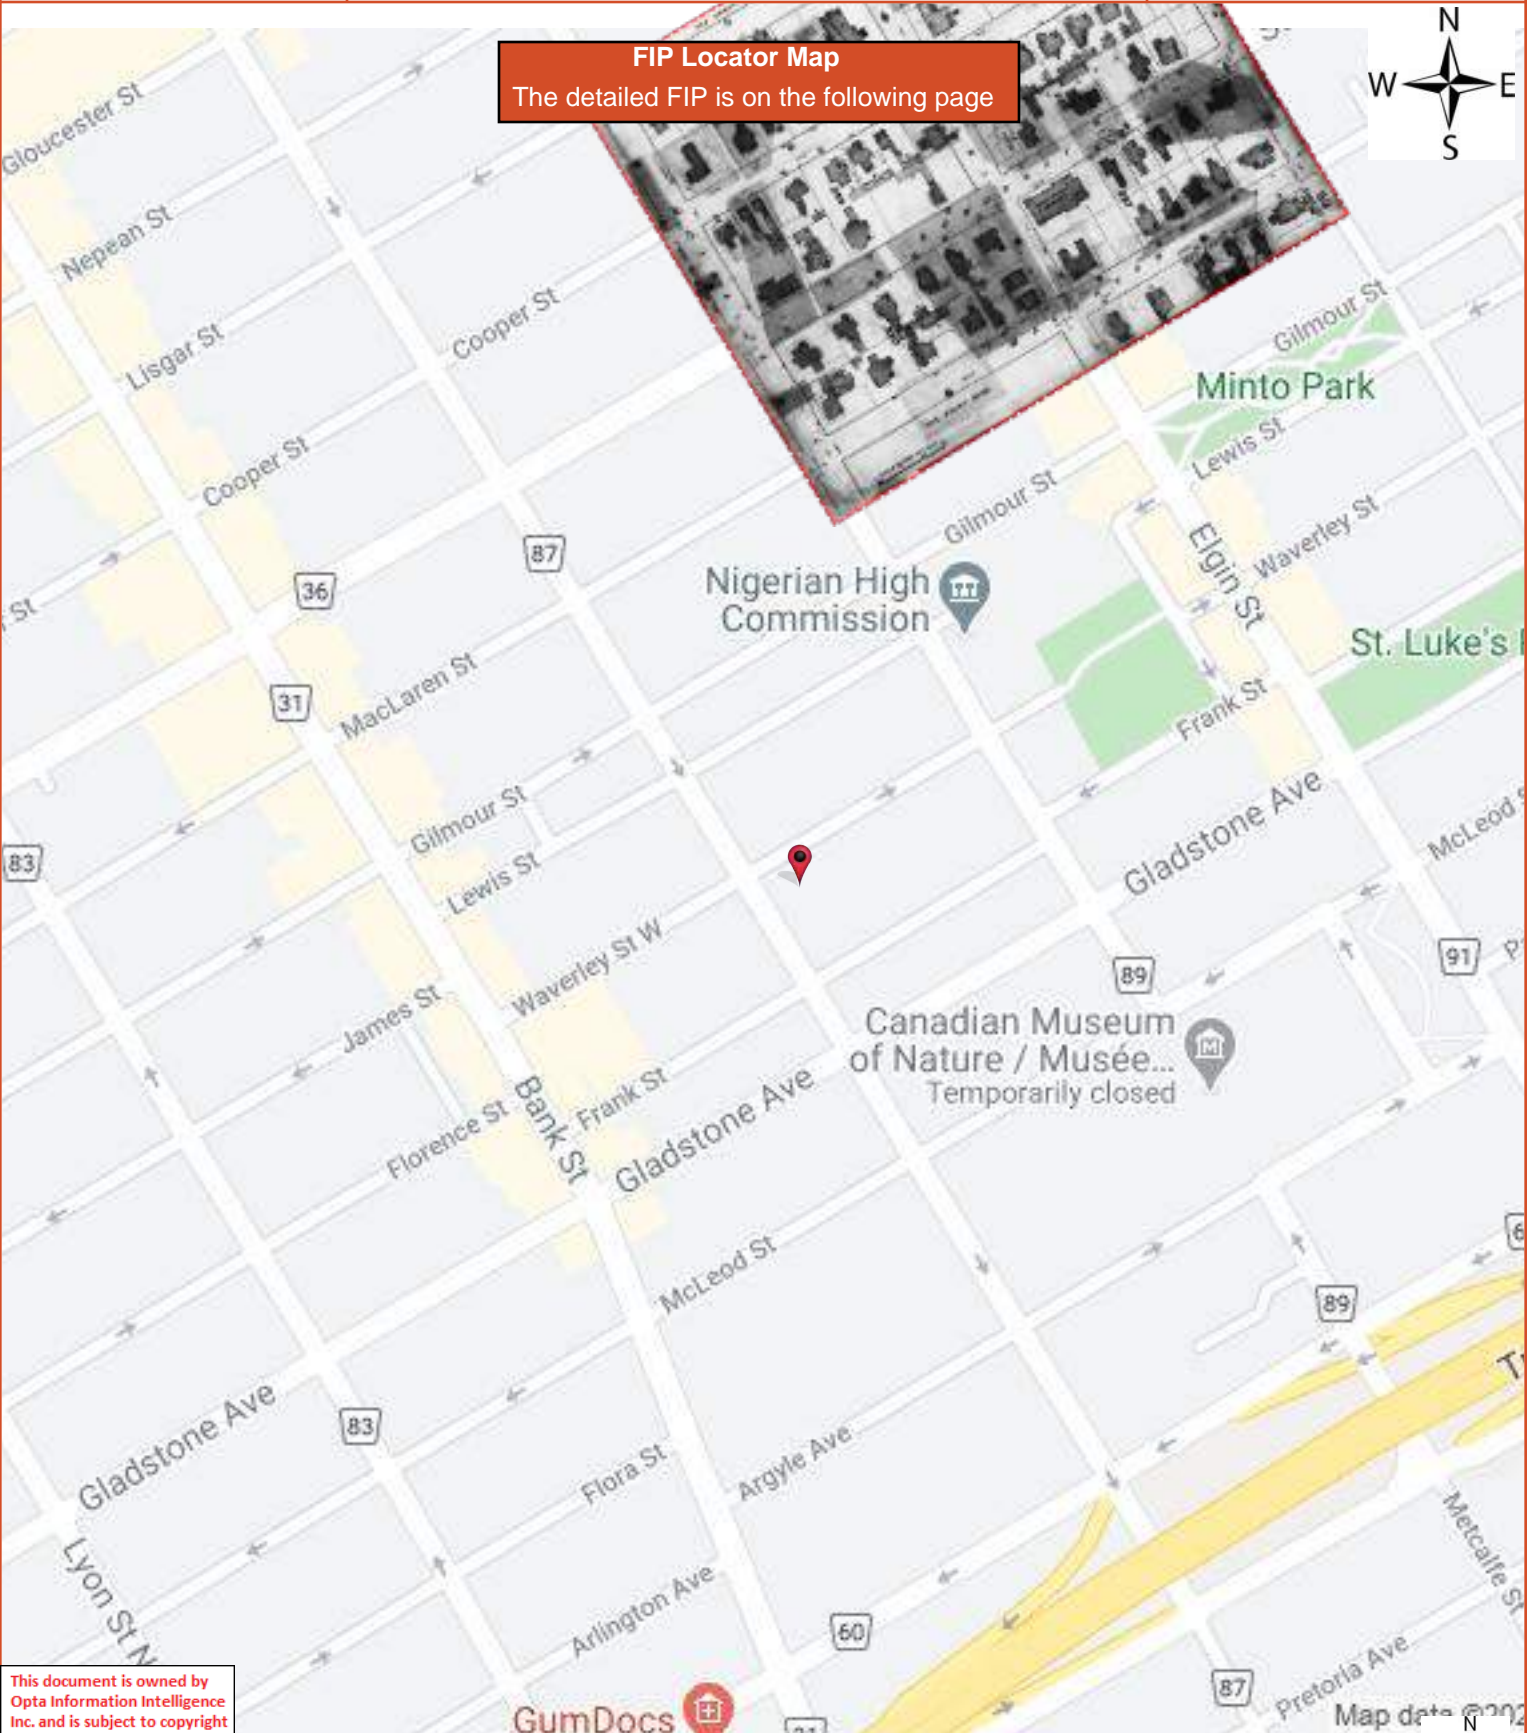 FIP Locator Map
The detailed FIP is on the following page
N
W
E
S
Gloucester St
Nepean St
Lisgar St
Cooper St
Cooper St
St
36
87
31
MacLaren St
Gilmour St
Minto Park
Lewis St
Gilmour St
Waverley St
Elgin St
Nigerian High
Commission
St. Luke's
Frank St
Gladstone Ave
McLeod
83
Gilmour St
Lewis St
Waverley St W
James St
Florence St
Bank St
Frank St
Gladstone Ave
89
91
Canadian Museum
of Nature / Musée...
Temporarily closed
McLeod St
89
Gladstone Ave
83
Flora St
Argyle Ave
Lyon St N
Arlington Ave
60
Metcalfe St
Pretoria Ave
87
GumDocs
This document is owned by
Opta Information Intelligence
Inc. and is subject to copyright
Map data
N